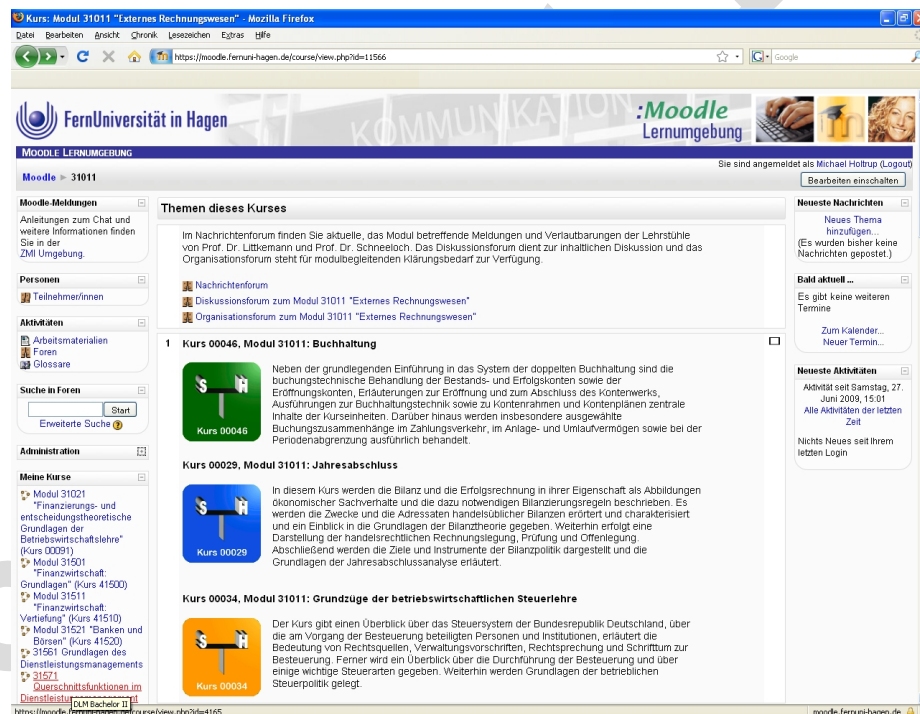 Kurs: Modul 31011 "Externes Rechnungswesen" - Mozilla Firefox
Datei Bearbeiten Ansicht Chronik Lesezeichen Extras Hilfe
https://moodle.fernuni-hagen.de/course/view.php?id=11566
Google
FernUniversität in Hagen
KOMMUNIKATION
:Moodle
Lernumgebung
MOODLE LERNUMGEBUNG
Sie sind angemeldet als Michael Holtrup (Logout)
Moodle ► 31011
Bearbeiten einschalten
Moodle-Meldungen
Anleitungen zum Chat und
weitere Informationen finden
Sie in der
ZMI Umgebung.
Personen
Teilnehmer/innen
Aktivitäten
Arbeitsmaterialien
Foren
Glossare
Suche in Foren
Start
Erweiterte Suche
Administration
Meine Kurse
Modul 31021
"Finanzierungs- und
entscheidungstheoretische
Grundlagen der
Betriebswirtschaftslehre"
(Kurs 00091)
Modul 31501
"Finanzwirtschaft:
Grundlagen" (Kurs 41500)
Modul 31511
"Finanzwirtschaft:
Vertiefung" (Kurs 41510)
Modul 31521 "Banken und
Börsen" (Kurs 41520)
31561 Grundlagen des
Dienstleistungsmanagements
31571
Querschnittsfunktionen im
DLM Bachelor II
Themen dieses Kurses
Im Nachrichtenforum finden Sie aktuelle, das Modul betreffende Meldungen und Verlautbarungen der Lehrstühle
von Prof. Dr. Littkemann und Prof. Dr. Schneeloch. Das Diskussionsforum dient zur inhaltlichen Diskussion und das
Organisationsforum steht für modulbegleitenden Klärungsbedarf zur Verfügung.
Nachrichtenforum
Diskussionsforum zum Modul 31011 "Externes Rechnungswesen"
Organisationsforum zum Modul 31011 "Externes Rechnungswesen"
1 Kurs 00046, Modul 31011: Buchhaltung
S H
Kurs 00046
Neben der grundlegenden Einführung in das System der doppelten Buchhaltung sind die
buchungstechnische Behandlung der Bestands- und Erfolgskonten sowie der
Eröffnungskonten, Erläuterungen zur Eröffnung und zum Abschluss des Kontenwerks,
Ausführungen zur Buchhaltungstechnik sowie zu Kontenrahmen und Kontenplänen zentrale
Inhalte der Kurseinheiten. Darüber hinaus werden insbesondere ausgewählte
Buchungszusammenhänge im Zahlungsverkehr, im Anlage- und Umlaufvermögen sowie bei der
Periodenabgrenzung ausführlich behandelt.
Kurs 00029, Modul 31011: Jahresabschluss
S H
Kurs 00029
In diesem Kurs werden die Bilanz und die Erfolgsrechnung in ihrer Eigenschaft als Abbildungen
ökonomischer Sachverhalte und die dazu notwendigen Bilanzierungsregeln beschrieben. Es
werden die Zwecke und die Adressaten handelsüblicher Bilanzen erörtert und charakterisiert
und ein Einblick in die Grundlagen der Bilanztheorie gegeben. Weiterhin erfolgt eine
Darstellung der handelsrechtlichen Rechnungslegung, Prüfung und Offenlegung.
Abschließend werden die Ziele und Instrumente der Bilanzpolitik dargestellt und die
Grundlagen der Jahresabschlussanalyse erläutert.
Kurs 00034, Modul 31011: Grundzüge der betriebswirtschaftlichen Steuerlehre
S H
Kurs 00034
Der Kurs gibt einen Überblick über das Steuersystem der Bundesrepublik Deutschland, über
die am Vorgang der Besteuerung beteiligten Personen und Institutionen, erläutert die
Bedeutung von Rechtsquellen, Verwaltungsvorschriften, Rechtsprechung und Schrifttum zur
Besteuerung. Ferner wird ein Überblick über die Durchführung der Besteuerung und über
einige wichtige Steuerarten gegeben. Weiterhin werden Grundlagen der betrieblichen
Steuerpolitik gelegt.
Neueste Nachrichten
Neues Thema
hinzufügen...
(Es wurden bisher keine
Nachrichten gepostet.)
Bald aktuell ...
Es gibt keine weiteren
Termine
Zum Kalender...
Neuer Termin...
Neueste Aktivitäten
Aktivität seit Samstag, 27.
Juni 2009, 15:01
Alle Aktivitäten der letzten
Zeit
Nichts Neues seit Ihrem
letzten Login
moodle.fernuni-hagen.de